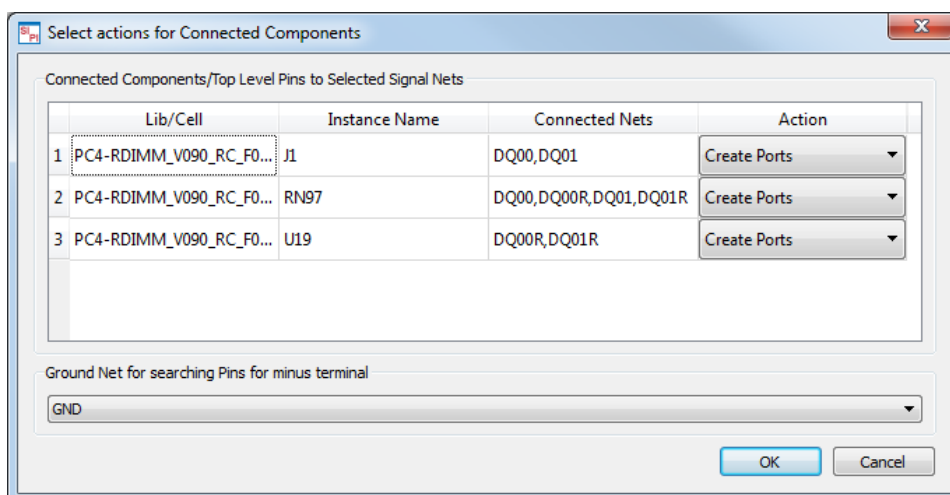 SI PI Select actions for Connected Components
Connected Components/Top Level Pins to Selected Signal Nets
Lib/Cell Instance Name Connected Nets Action
1 PC4-RDIMM_V090_RC_F0... J1 DQ00,DQ01 Create Ports
2 PC4-RDIMM_V090_RC_F0... RN97 DQ00,DQ00R,DQ01,DQ01R Create Ports
3 PC4-RDIMM_V090_RC_F0... U19 DQ00R,DQ01R Create Ports
Ground Net for searching Pins for minus terminal
GND
OK Cancel